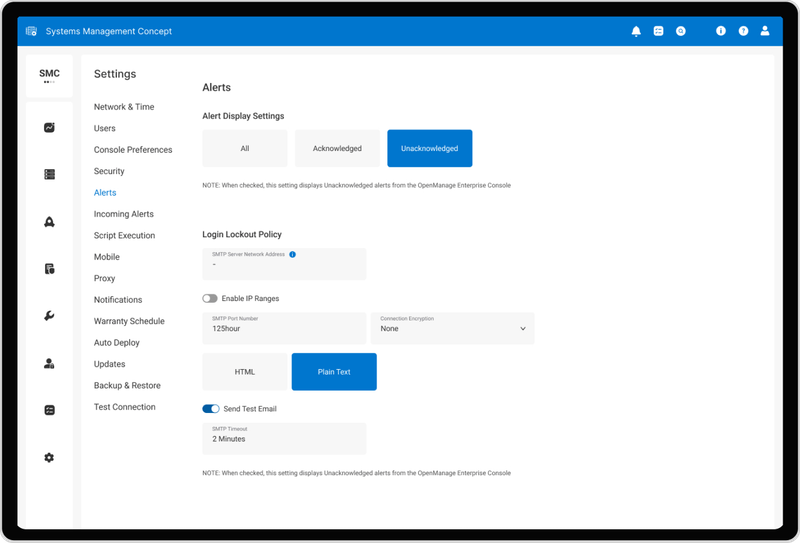 Systems Management Concept
SMC
Settings
Network & Time
Users
Console Preferences
Security
Alerts
Incoming Alerts
Script Execution
Mobile
Proxy
Notifications
Warranty Schedule
Auto Deploy
Updates
Backup & Restore
Test Connection
Alerts
Alert Display Settings
All Acknowledged Unacknowledged
NOTE: When checked, this setting displays Unacknowledged alerts from the OpenManage Enterprise Console
Login Lockout Policy
SMTP Server Network Address
-
Enable IP Ranges
SMTP Port Number Connection Encryption
125hour None
HTML Plain Text
Send Test Email
SMTP Timeout
2 Minutes
NOTE: When checked, this setting displays Unacknowledged alerts from the OpenManage Enterprise Console